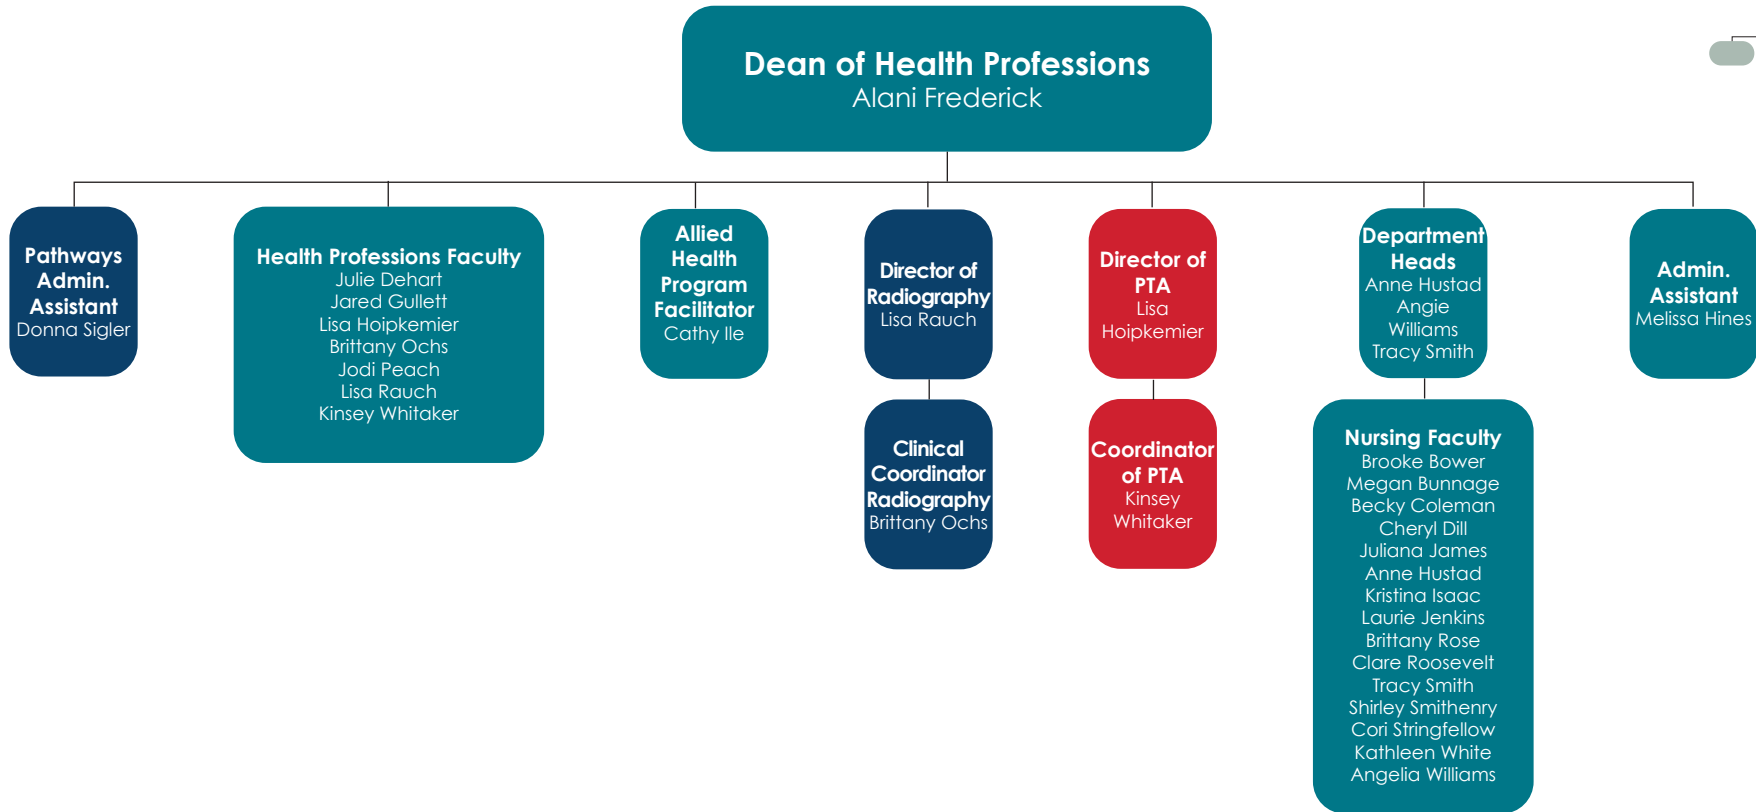 Dean of Health Professions
Alani Frederick
Pathways
Admin.
Assistant
Donna Sigler
Health Professions Faculty
Julie Dehart
Jared Gullett
Lisa Hoipkemier
Brittany Ochs
Jodi Peach
Lisa Rauch
Kinsey Whitaker
Allied
Health
Program
Facilitator
Cathy Ile
Director of
Radiography
Lisa Rauch
Clinical
Coordinator
Radiography
Brittany Ochs
Director of
PTA
Lisa
Hoipkemier
Coordinator
of PTA
Kinsey
Whitaker
Department
Heads
Anne Hustad
Angie
Williams
Tracy Smith
Nursing Faculty
Brooke Bower
Megan Bunnage
Becky Coleman
Cheryl Dill
Juliana James
Anne Hustad
Kristina Isaac
Laurie Jenkins
Brittany Rose
Clare Roosevelt
Tracy Smith
Shirley Smithenry
Cori Stringfellow
Kathleen White
Angelia Williams
Admin.
Assistant
Melissa Hines